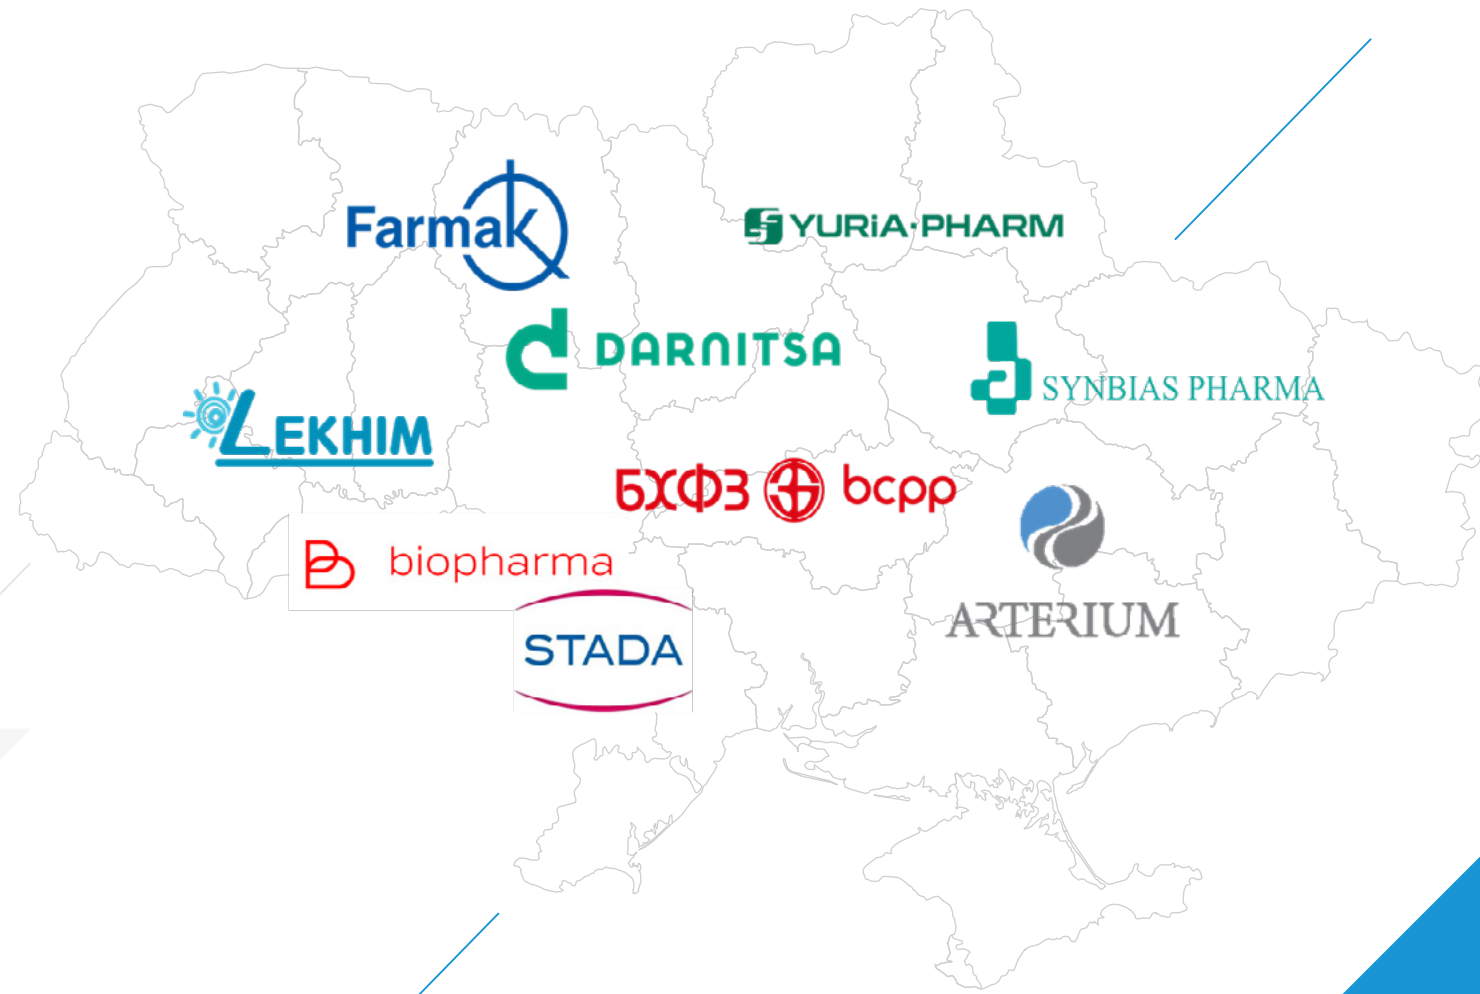 Farmak
YURiA·PHARM
DARNITSA
SYNBIAS PHARMA
LEKHIM
БХФЗ bcpp
biopharma
STADA
ARTERIUM